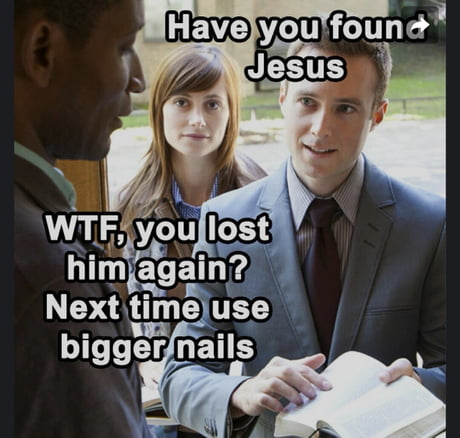 Have you found
Jesus
WTF, you lost
him again?
Next time use
bigger nails